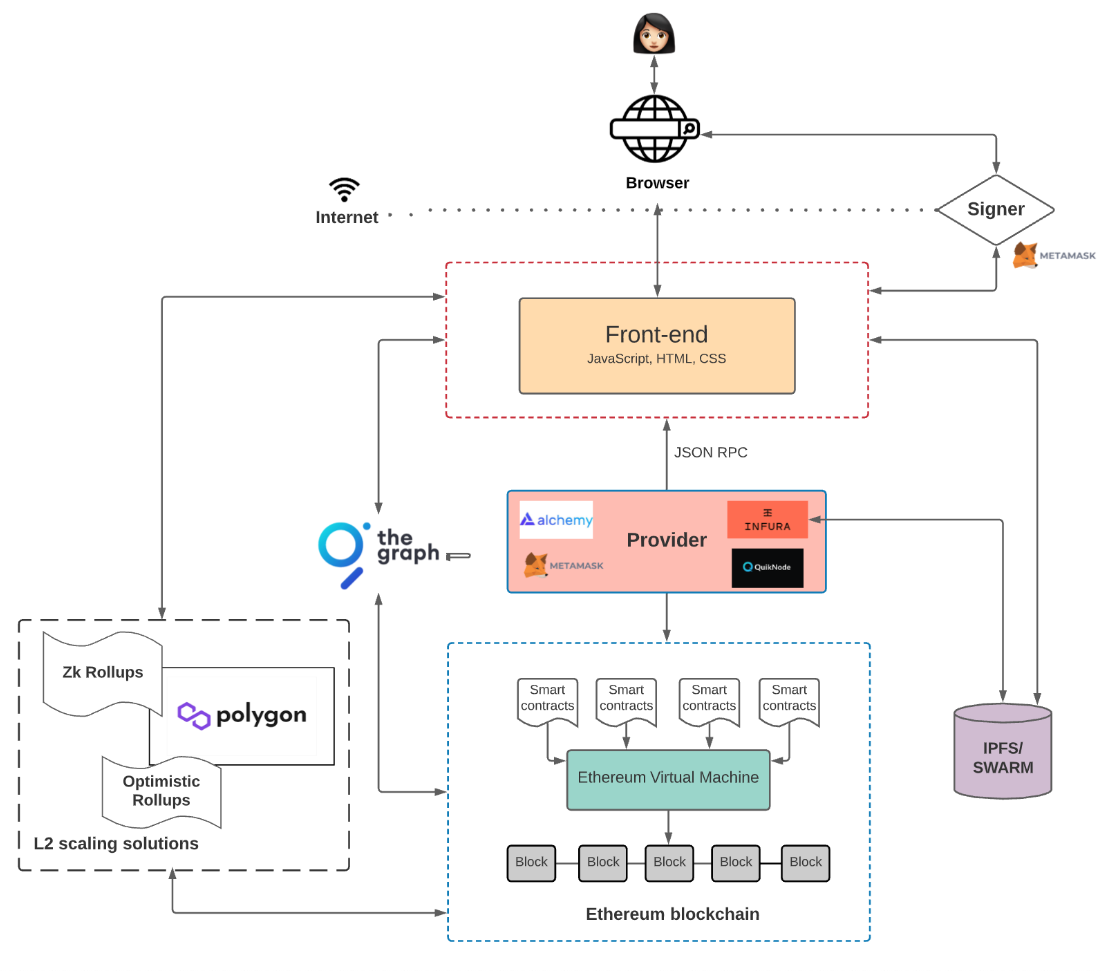 Browser
Internet
Signer
METAMASK
Front-end
JavaScript, HTML, CSS
JSON RPC
alchemy
Provider
INFURA
METAMASK
QuikNode
the
graph
Zk Rollups
polygon
Optimistic
Rollups
L2 scaling solutions
Smart
contracts
Smart
contracts
Smart
contracts
Smart
contracts
Ethereum Virtual Machine
Block
Block
Block
Block
Block
Ethereum blockchain
IPFS/
SWARM